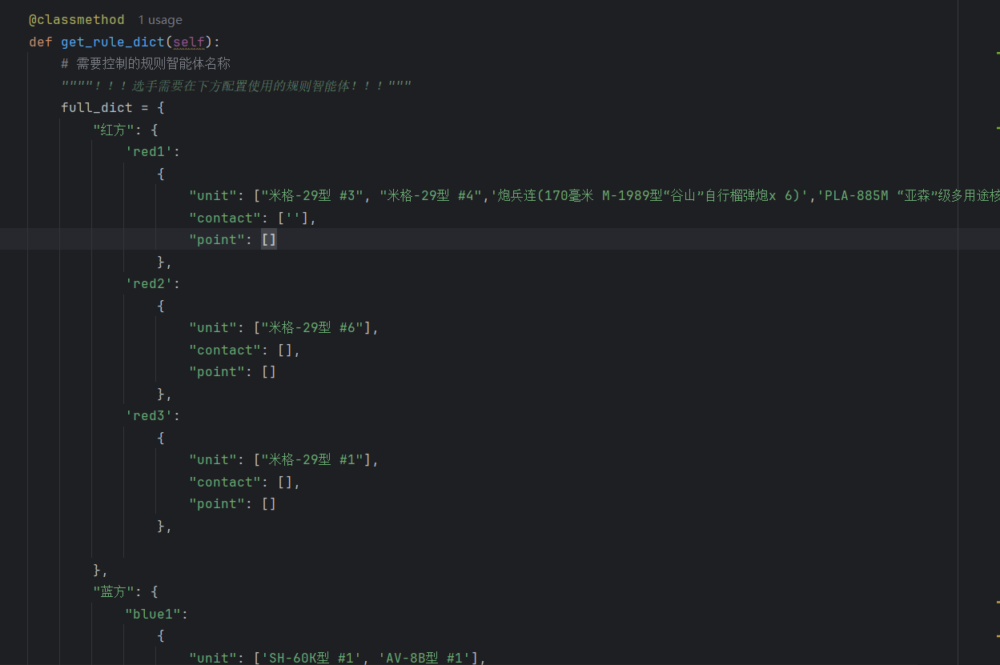 @classmethod 1 usage
def get_rule_dict(self):
# 需要控制的规则智能体名称
""""！！！选手需要在下方配置使用的规则智能体！！！"""
full_dict = {
"红方": {
'red1':
{
"unit": ["米格-29型 #3", "米格-29型 #4",'炮兵连(170毫米 M-1989型“谷山”自行榴弹炮x 6)','PLA-885M “亚森”级多用途核
"contact": [''],
"point": []
},
'red2':
{
"unit": ["米格-29型 #6"],
"contact": [],
"point": []
},
'red3':
{
"unit": ["米格-29型 #1"],
"contact": [],
"point": []
},
},
"蓝方": {
"blue1":
{
"unit": ['SH-60K型 #1', 'AV-8B型 #1'],